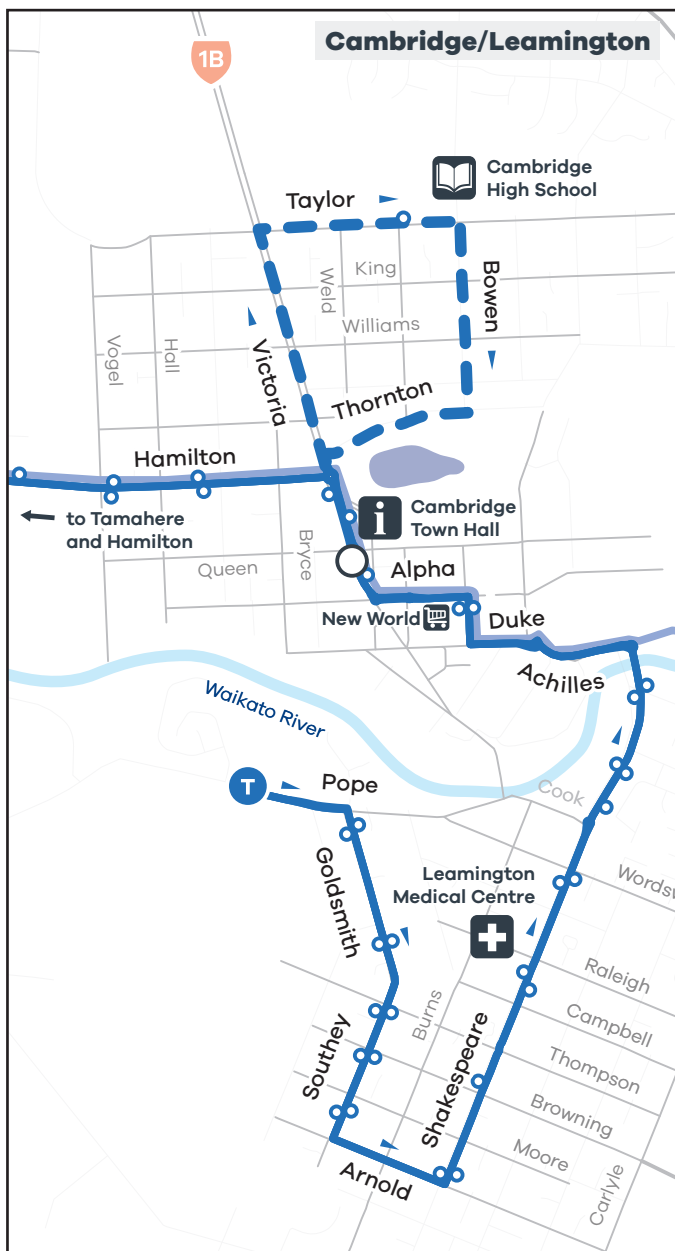 Cambridge/Leamington
1B
Cambridge
High School
Taylor
King
Weld
Bowen
Williams
Vogel
Hall
Victoria
Thornton
Hamilton
to Tamahere
and Hamilton
i
Cambridge
Town Hall
Bryce
Queen
Alpha
New World
Duke
Achilles
Waikato River
T
Pope
Cook
Goldsmith
Leamington
Medical Centre
Wordsw
Raleigh
Burns
Campbell
Southey
Shakespeare
Thompson
Browning
Moore
Arnold
Carlyle